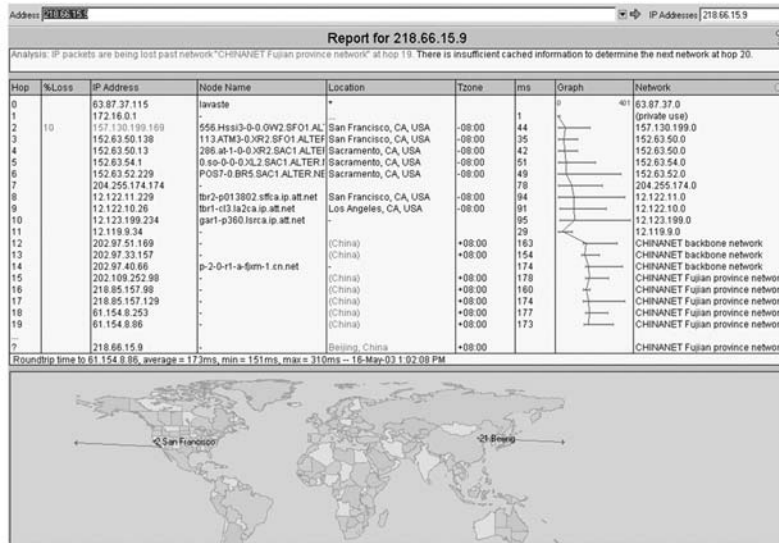 Address 218.66.15.9 IP Addresses 218.66.15.9
Report for 218.66.15.9
Analysis: IP packets are being lost past network "CHINANET Fujian province network" at hop 19. There is insufficient cached information to determine the next network at hop 20.
Hop %Loss IP Address Node Name Location Tzone ms Graph Network
0 63.87.37.115 lavaste * 0 401 63.87.37.0
1 172.16.0.1 - ... 1 (private use)
2 10 157.130.199.169 556.Hssi3-0-0.GW2.SFO1.ALT San Francisco, CA, USA -08:00 44 157.130.199.0
3 152.63.50.138 113.ATM3-0.XR2.SFO1.ALTEF San Francisco, CA, USA -08:00 35 152.63.50.0
4 152.63.50.13 286.at-1-0-0.XR2.SAC1.ALTEF Sacramento, CA, USA -08:00 42 152.63.50.0
5 152.63.54.1 0.so-0-0-0.XL2.SAC1.ALTER.I Sacramento, CA, USA -08:00 51 152.63.54.0
6 152.63.52.229 POS7-0.BR5.SAC1.ALTER.NE Sacramento, CA, USA -08:00 49 152.63.52.0
7 204.255.174.174 - 78 204.255.174.0
8 12.122.11.229 tbr2-p013802.sffca.ip.att.net San Francisco, CA, USA -08:00 94 12.122.11.0
9 12.122.10.26 tbr1-cl3.la2ca.ip.att.net Los Angeles, CA, USA -08:00 91 12.122.10.0
10 12.123.199.234 gar1-p360.lsrca.ip.att.net - 95 12.123.199.0
11 12.119.9.34 - - 29 12.119.9.0
12 202.97.51.169 - (China) +08:00 163 CHINANET backbone network
13 202.97.33.157 - (China) +08:00 154 CHINANET backbone network
14 202.97.40.66 p-2-0-r1-a-fjxm-1.cn.net - 174 CHINANET backbone network
15 202.109.252.98 - (China) +08:00 178 CHINANET Fujian province networ
16 218.85.157.98 - (China) +08:00 160 CHINANET Fujian province networ
17 218.85.157.129 - (China) +08:00 174 CHINANET Fujian province networ
18 61.154.8.253 - (China) +08:00 177 CHINANET Fujian province networ
19 61.154.8.86 - (China) +08:00 173 CHINANET Fujian province networ
...
? 218.66.15.9 - Beijing, China +08:00 CHINANET Fujian province networ
Roundtrip time to 61.154.8.86, average = 173ms, min = 151ms, max = 310ms -- 16-May-03 1:02:08 PM
2 San Francisco
21 Beijing